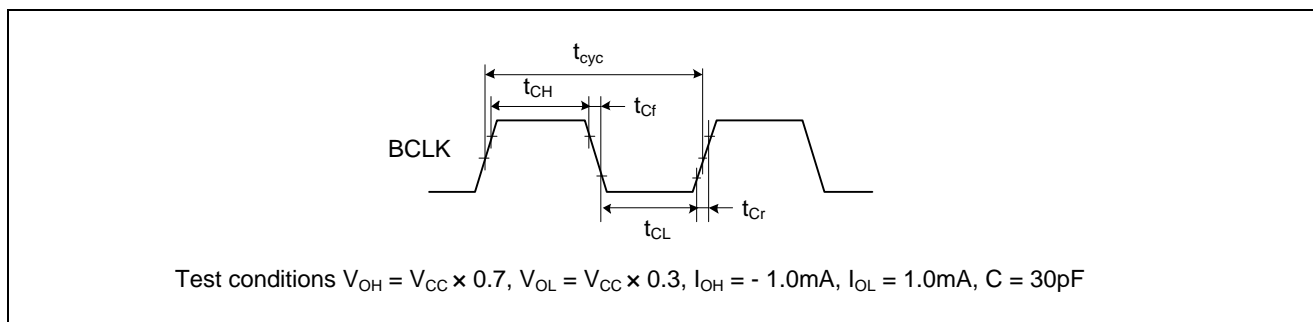 tcyc
tCH
tCf
BCLK
tCr
tCL
Test conditions VOH = VCC × 0.7, VOL = VCC × 0.3, IOH = - 1.0mA, IOL = 1.0mA, C = 30pF